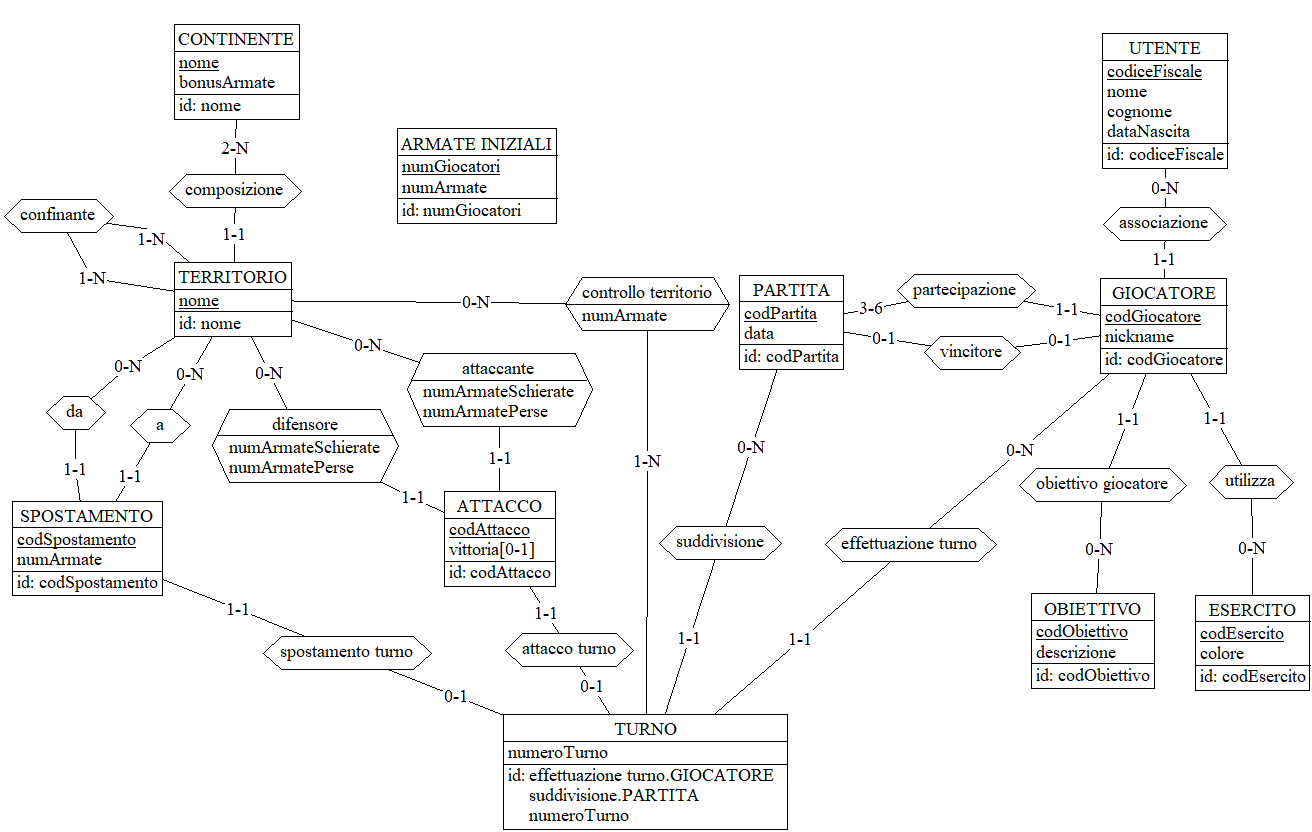 CONTINENTE
nome
bonusArmate
id: nome
2-N
composizione
1-1
confinante
1-N
1-N
ARMATE INIZIALI
numGiocatori
numArmate
id: numGiocatori
UTENTE
codiceFiscale
nome
cognome
dataNascita
id: codiceFiscale
0-N
associazione
1-1
TERRITORIO
nome
id: nome
0-N
controllo territorio
numArmate
1-N
PARTITA
codPartita
data
id: codPartita
3-6
partecipazione
1-1
0-1
vincitore
0-1
GIOCATORE
codGiocatore
nickname
id: codGiocatore
0-N
da
1-1
0-N
a
1-1
0-N
difensore
numArmateSchierate
numArmatePerse
1-1
0-N
attaccante
numArmateSchierate
numArmatePerse
1-1
SPOSTAMENTO
codSpostamento
numArmate
id: codSpostamento
ATTACCO
codAttacco
vittoria[0-1]
id: codAttacco
0-N
suddivisione
1-1
0-N
effettuazione turno
1-1
1-1
obiettivo giocatore
0-N
1-1
utilizza
0-N
OBIETTIVO
codObiettivo
descrizione
id: codObiettivo
ESERCITO
codEsercito
colore
id: codEsercito
1-1
spostamento turno
0-1
1-1
attacco turno
0-1
TURNO
numeroTurno
id: effettuazione turno.GIOCATORE
suddivisione.PARTITA
numeroTurno